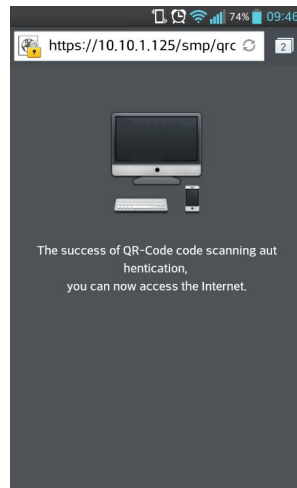 74% 09:46
https://10.10.1.125/smp/qrc 2
The success of QR-Code code scanning aut
hentication,
you can now access the Internet.